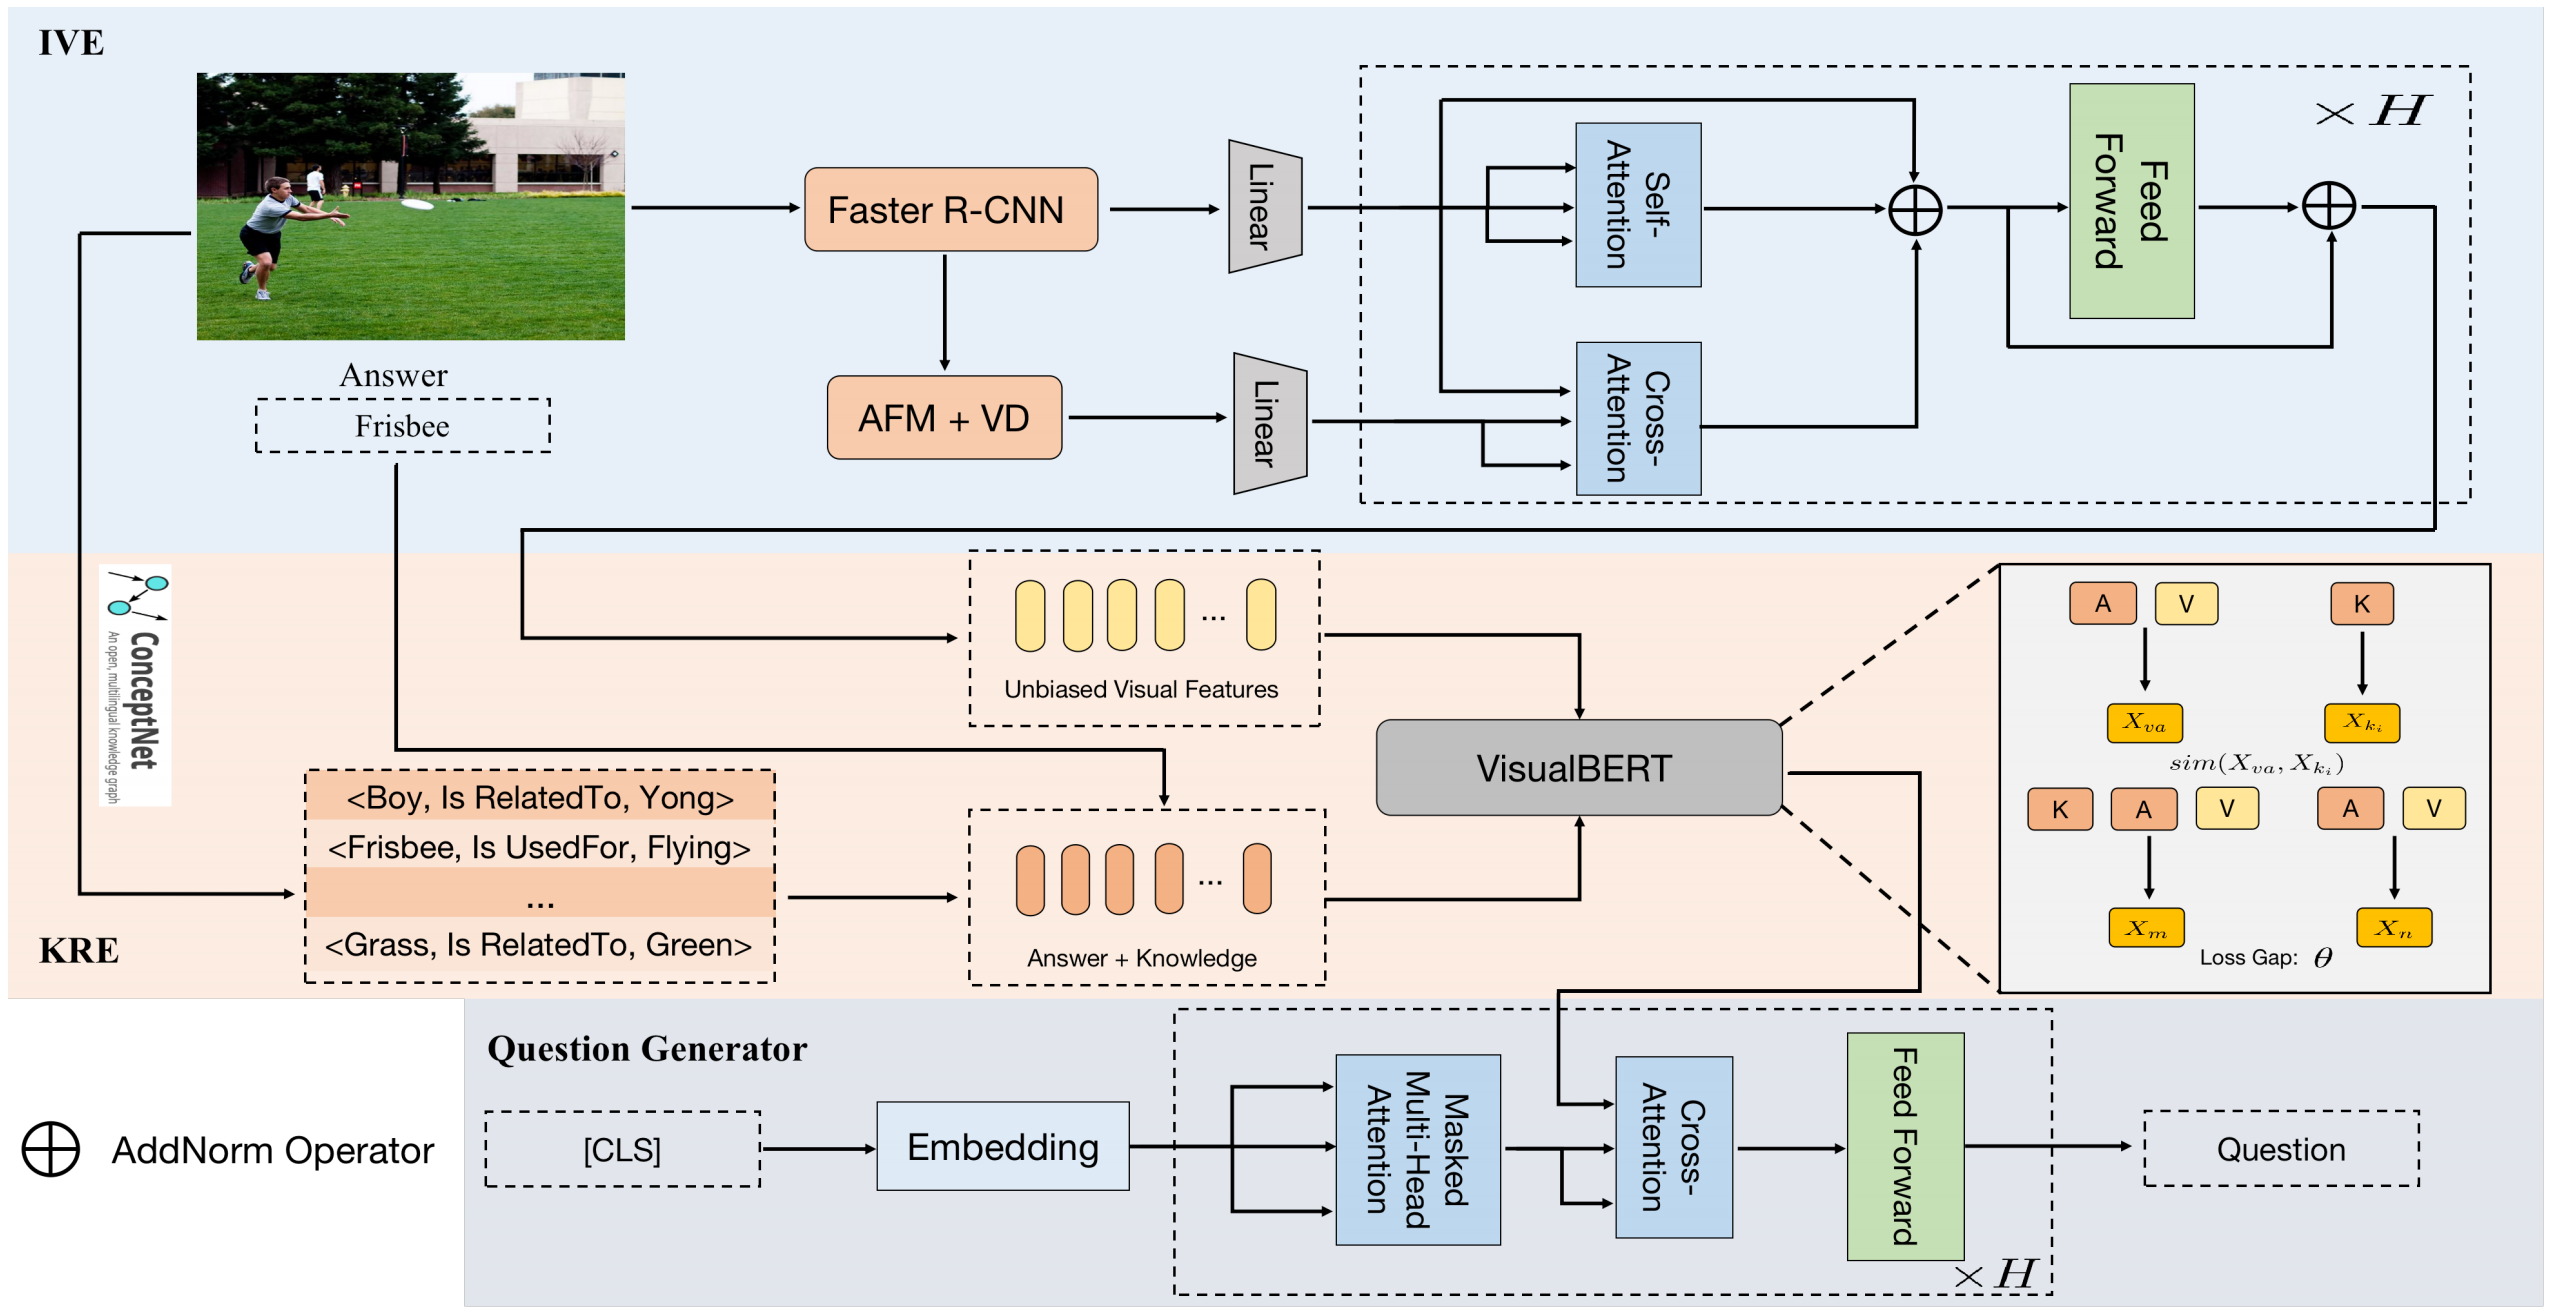 IVE
Answer
Frisbee
Faster R-CNN
AFM + VD
Linear
Linear
Self-
Attention
Cross-
Attention
Feed
Forward
× H
ConceptNet
An open, multilingual knowledge graph
KRE
<Boy, Is RelatedTo, Yong>
<Frisbee, Is UsedFor, Flying>
...
<Grass, Is RelatedTo, Green>
...
Unbiased Visual Features
...
Answer + Knowledge
VisualBERT
A V K
X_{va} X_{k_i}
sim(X_{va}, X_{k_i})
K A V A V
X_m X_n
Loss Gap: θ
Question Generator
AddNorm Operator
[CLS]
Embedding
Masked
Multi-Head
Attention
Cross-
Attention
Feed Forward
× H
Question